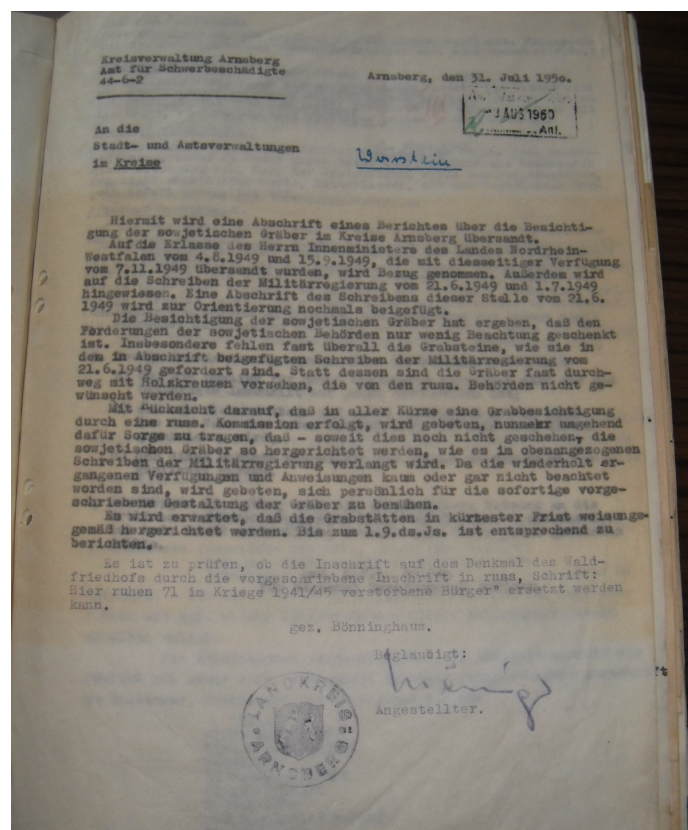 Kreisverwaltung Arnsberg
Amt für Schwerbeschädigte
44-6-2
Arnsberg, den 31. Juli 1950.
AUG 1950
Anl.
An die
Stadt- und Amtsverwaltungen
im Kreise
Warstein
Hiermit wird eine Abschrift eines Berichtes über die Besichti-
gung der sowjetischen Gräber im Kreise Arnsberg übersandt.
Auf die Erlasse des Herrn Innenministers des Landes Nordrhein-
Westfalen vom 4.8.1949 und 15.9.1949, die mit diesseitiger Verfügung
vom 7.11.1949 übersandt wurden, wird Bezug genommen. Außerdem wird
auf die Schreiben der Militärregierung vom 21.6.1949 und 1.7.1949
hingewiesen. Eine Abschrift des Schreibens dieser Stelle vom 21.6.
1949 wird zur Orientierung nochmals beigefügt.
Die Besichtigung der sowjetischen Gräber hat ergeben, daß den
Forderungen der sowjetischen Behörden nur wenig Beachtung geschenkt
ist. Insbesondere fehlen fast überall die Grabsteine, wie sie in
dem in Abschrift beigefügten Schreiben der Militärregierung vom
21.6.1949 gefordert sind. Statt dessen sind die Gräber fast durch-
weg mit Holzkreuzen versehen, die von den russ. Behörden nicht ge-
wünscht werden.
Mit Rücksicht darauf, daß in aller Kürze eine Grabbesichtigung
durch eine russ. Kommission erfolgt, wird gebeten, nunmehr umgehend
dafür Sorge zu tragen, daß - soweit dies noch nicht geschehen, die
sowjetischen Gräber so hergerichtet werden, wie es im obenangezogenen
Schreiben der Militärregierung verlangt wird. Da die wiederholt er-
gangenen Verfügungen und Anweisungen kaum oder gar nicht beachtet
worden sind, wird gebeten, sich persönlich für die sofortige vorge-
schriebene Gestaltung der Gräber zu bemühen.
Es wird erwartet, daß die Grabstätten in kürzester Frist weisungs-
gemäß hergerichtet werden. Bis zum 1.9.ds.Js. ist entsprechend zu
berichten.
Es ist zu prüfen, ob die Inschrift auf dem Denkmal des Wald-
friedhofs durch die vorgescariebene Inschrift in russ, Schrift:
Hier ruhen 71 im Kriege 1941/45 verstorbene Bürger" ersetzt werden
kann.
gez. Bönninghaus.
Beglaubigt:
Angestellter.
LANDKREIS
ARNSBERG